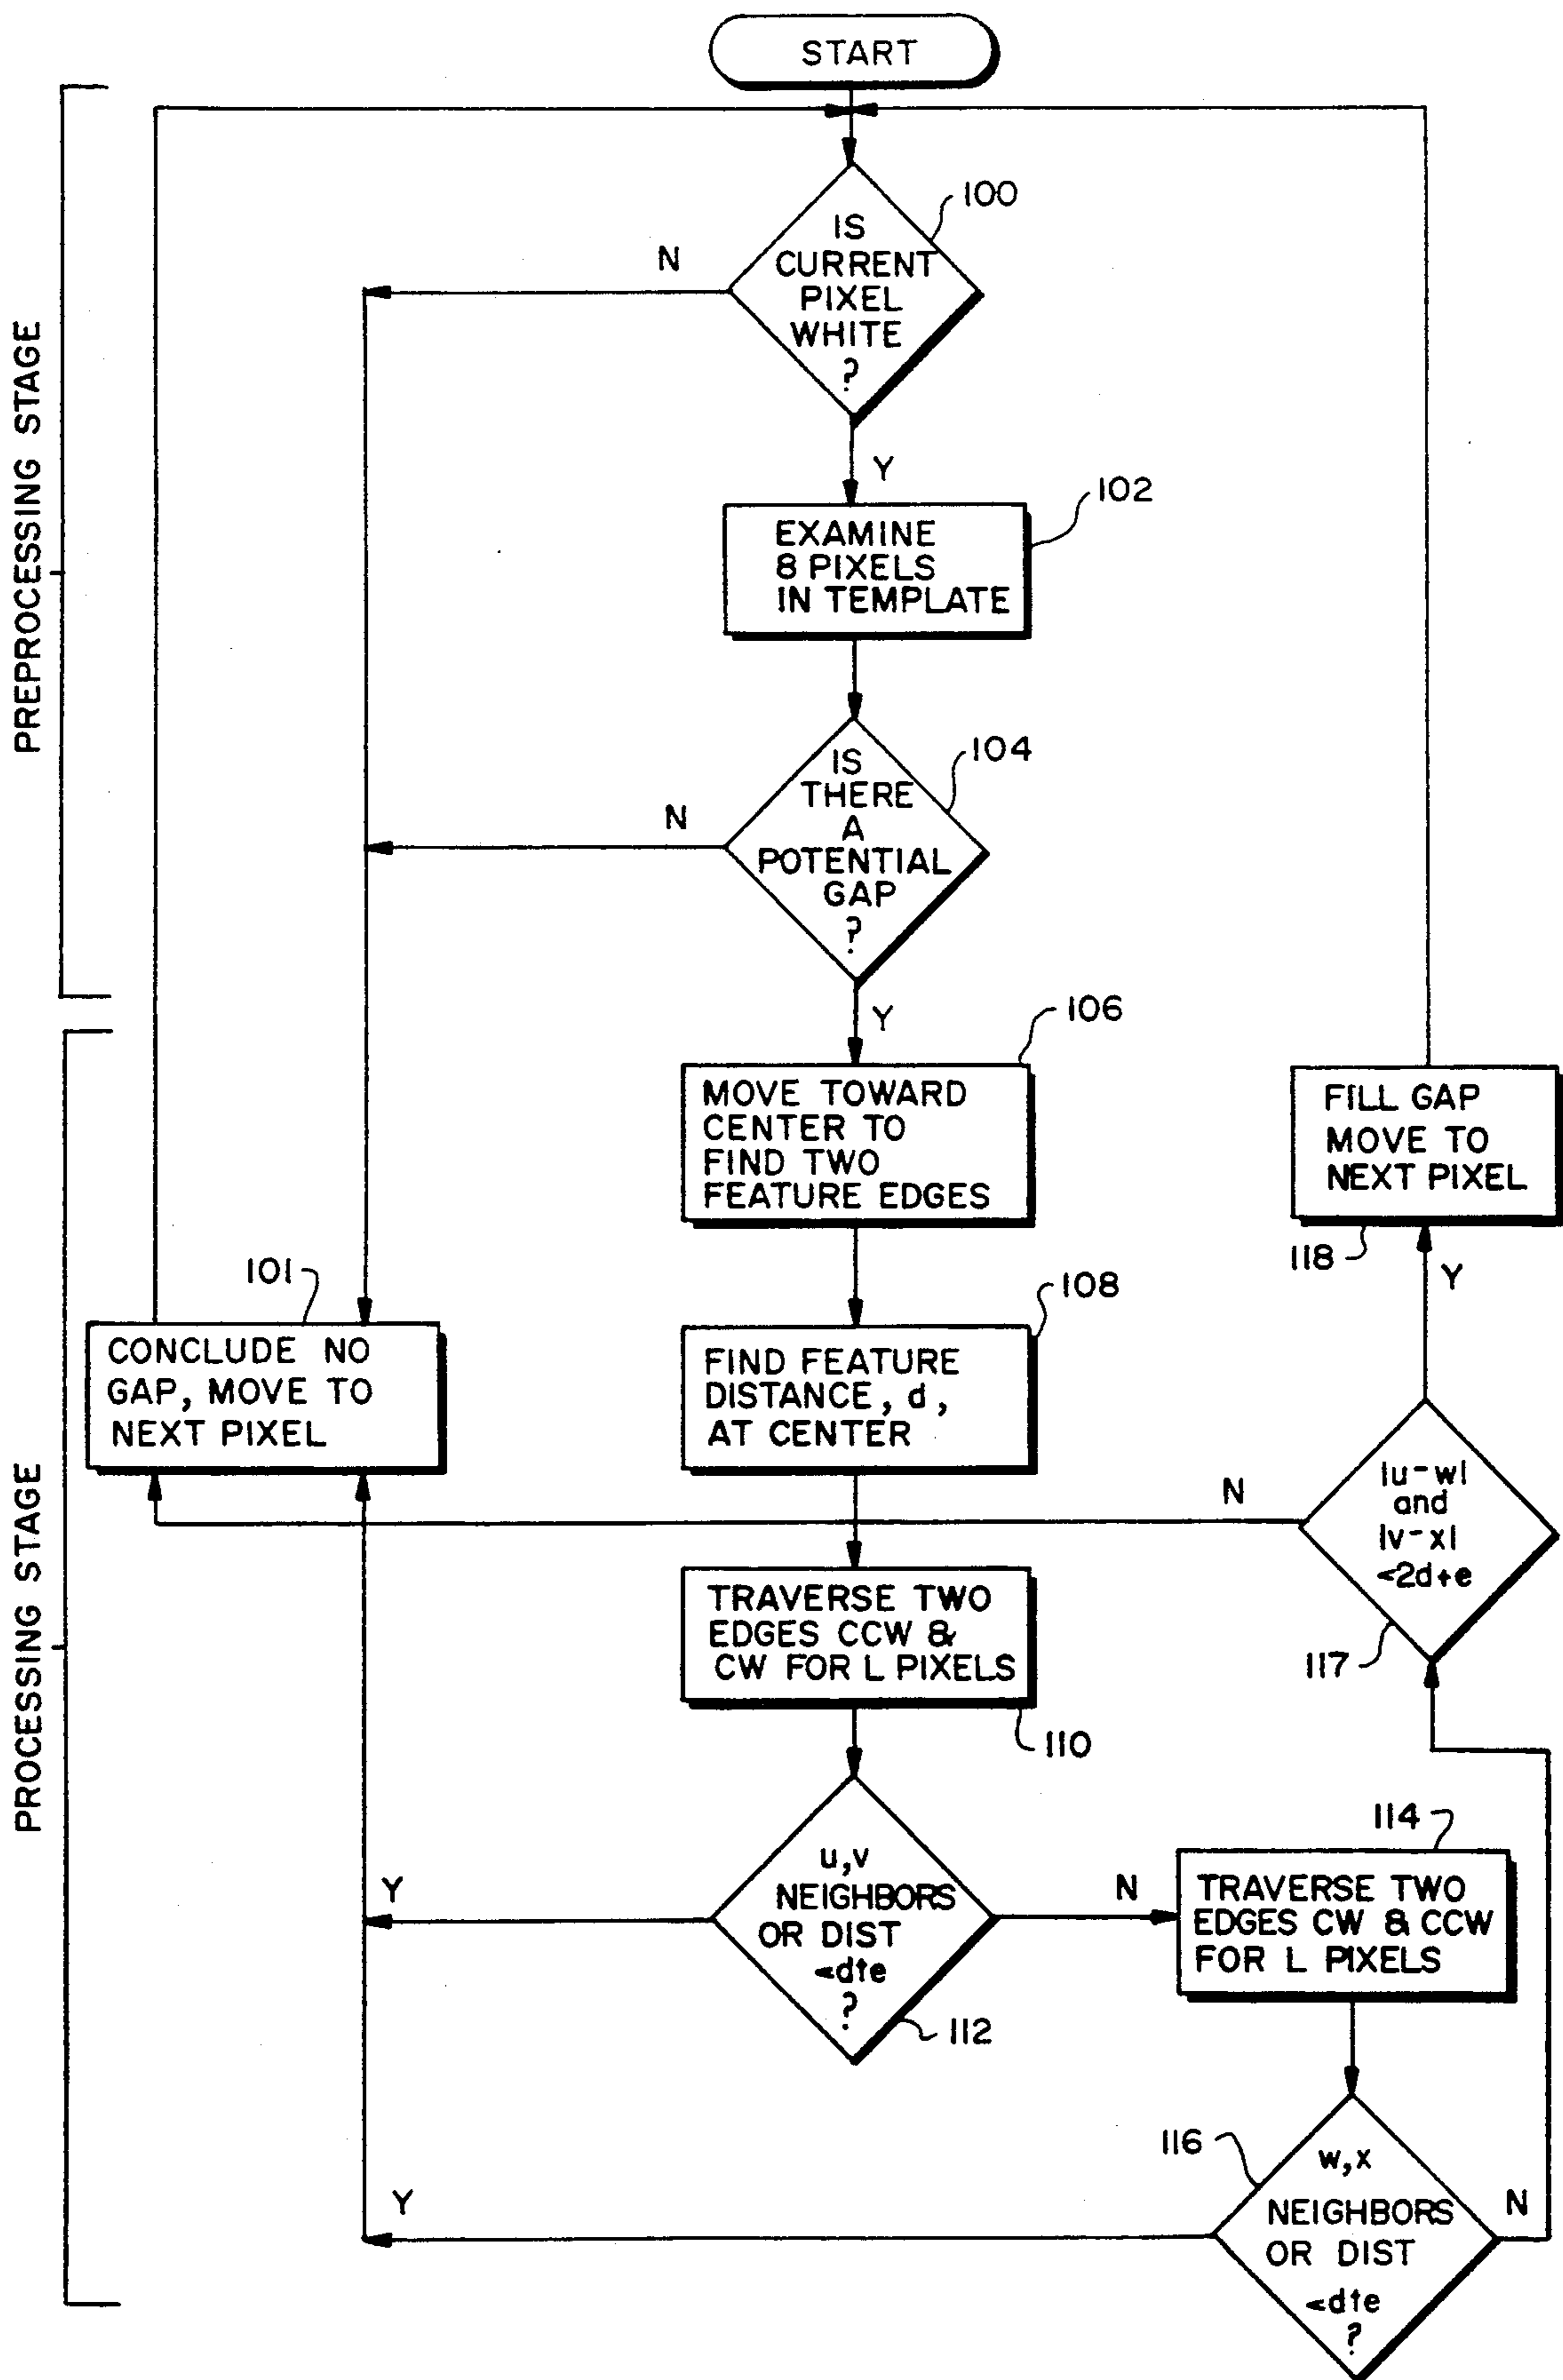 START
PREPROCESSING STAGE
100
IS
CURRENT
PIXEL
WHITE
?
N
Y
102
EXAMINE
8 PIXELS
IN TEMPLATE
104
IS
THERE
A
POTENTIAL
GAP
?
N
Y
PROCESSING STAGE
106
MOVE TOWARD
CENTER TO
FIND TWO
FEATURE EDGES
FILL GAP
MOVE TO
NEXT PIXEL
118
Y
101
CONCLUDE NO
GAP, MOVE TO
NEXT PIXEL
108
FIND FEATURE
DISTANCE, d,
AT CENTER
N
|u-w|
and
|v-x|
<2d+e
117
TRAVERSE TWO
EDGES CCW &
CW FOR L PIXELS
110
Y
u,v
NEIGHBORS
OR DIST
<d+e
?
112
N
114
TRAVERSE TWO
EDGES CW & CCW
FOR L PIXELS
Y
116
w,x
NEIGHBORS
OR DIST
<d+e
?
N